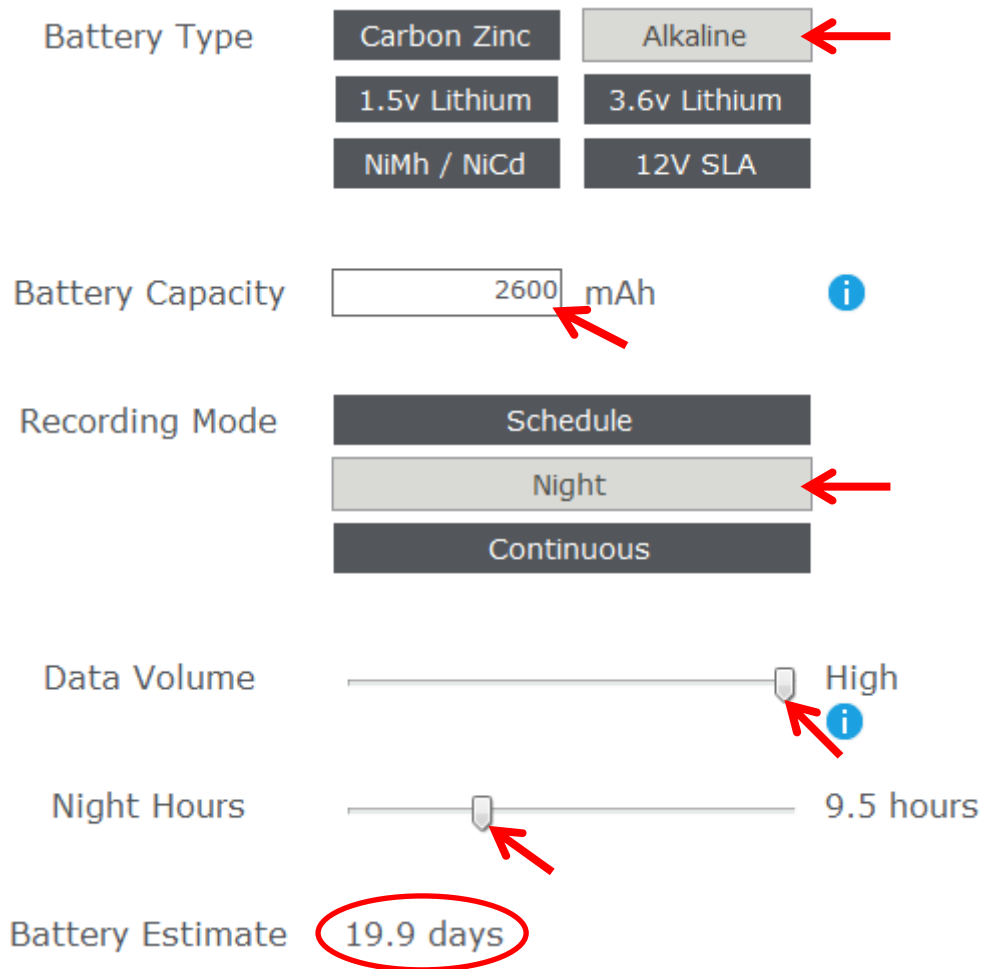 Battery Type Carbon Zinc Alkaline
1.5v Lithium 3.6v Lithium
NiMh / NiCd 12V SLA
Battery Capacity 2600 mAh i
Recording Mode Schedule
Night
Continuous
Data Volume High
i
Night Hours 9.5 hours
Battery Estimate 19.9 days